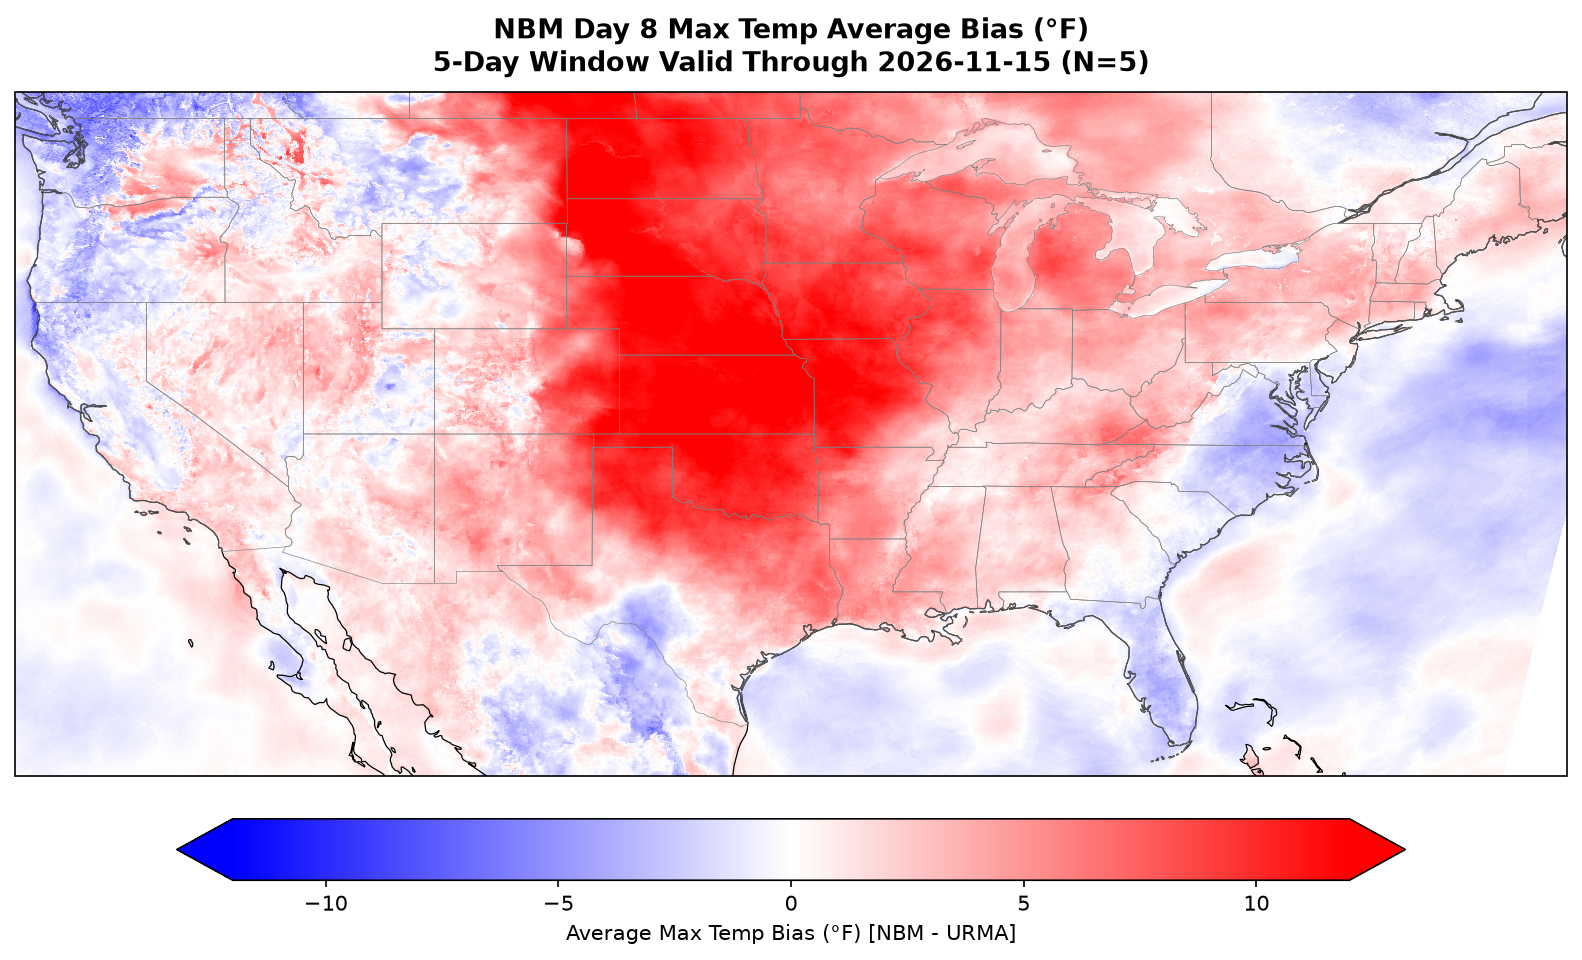 NBM Day 8 Max Temp Average Bias (°F)
5-Day Window Valid Through 2026-11-15 (N=5)
−10 −5 0 5 10
Average Max Temp Bias (°F) [NBM - URMA]